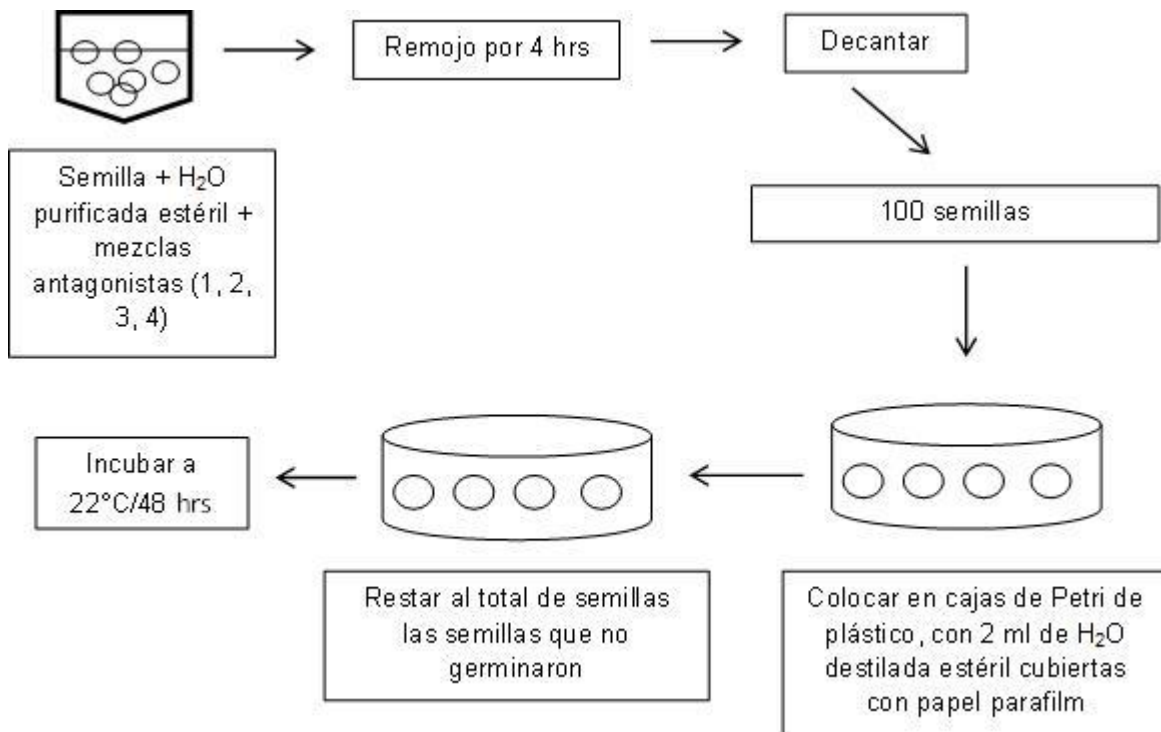 Remojo por 4 hrs
Decantar
Semilla + H₂O
purificada estéril +
mezclas
antagonistas (1, 2,
3, 4)
100 semillas
Incubar a
22°C/48 hrs
Restar al total de semillas
las semillas que no
germinaron
Colocar en cajas de Petri de
plástico, con 2 ml de H₂O
destilada estéril cubiertas
con papel parafilm